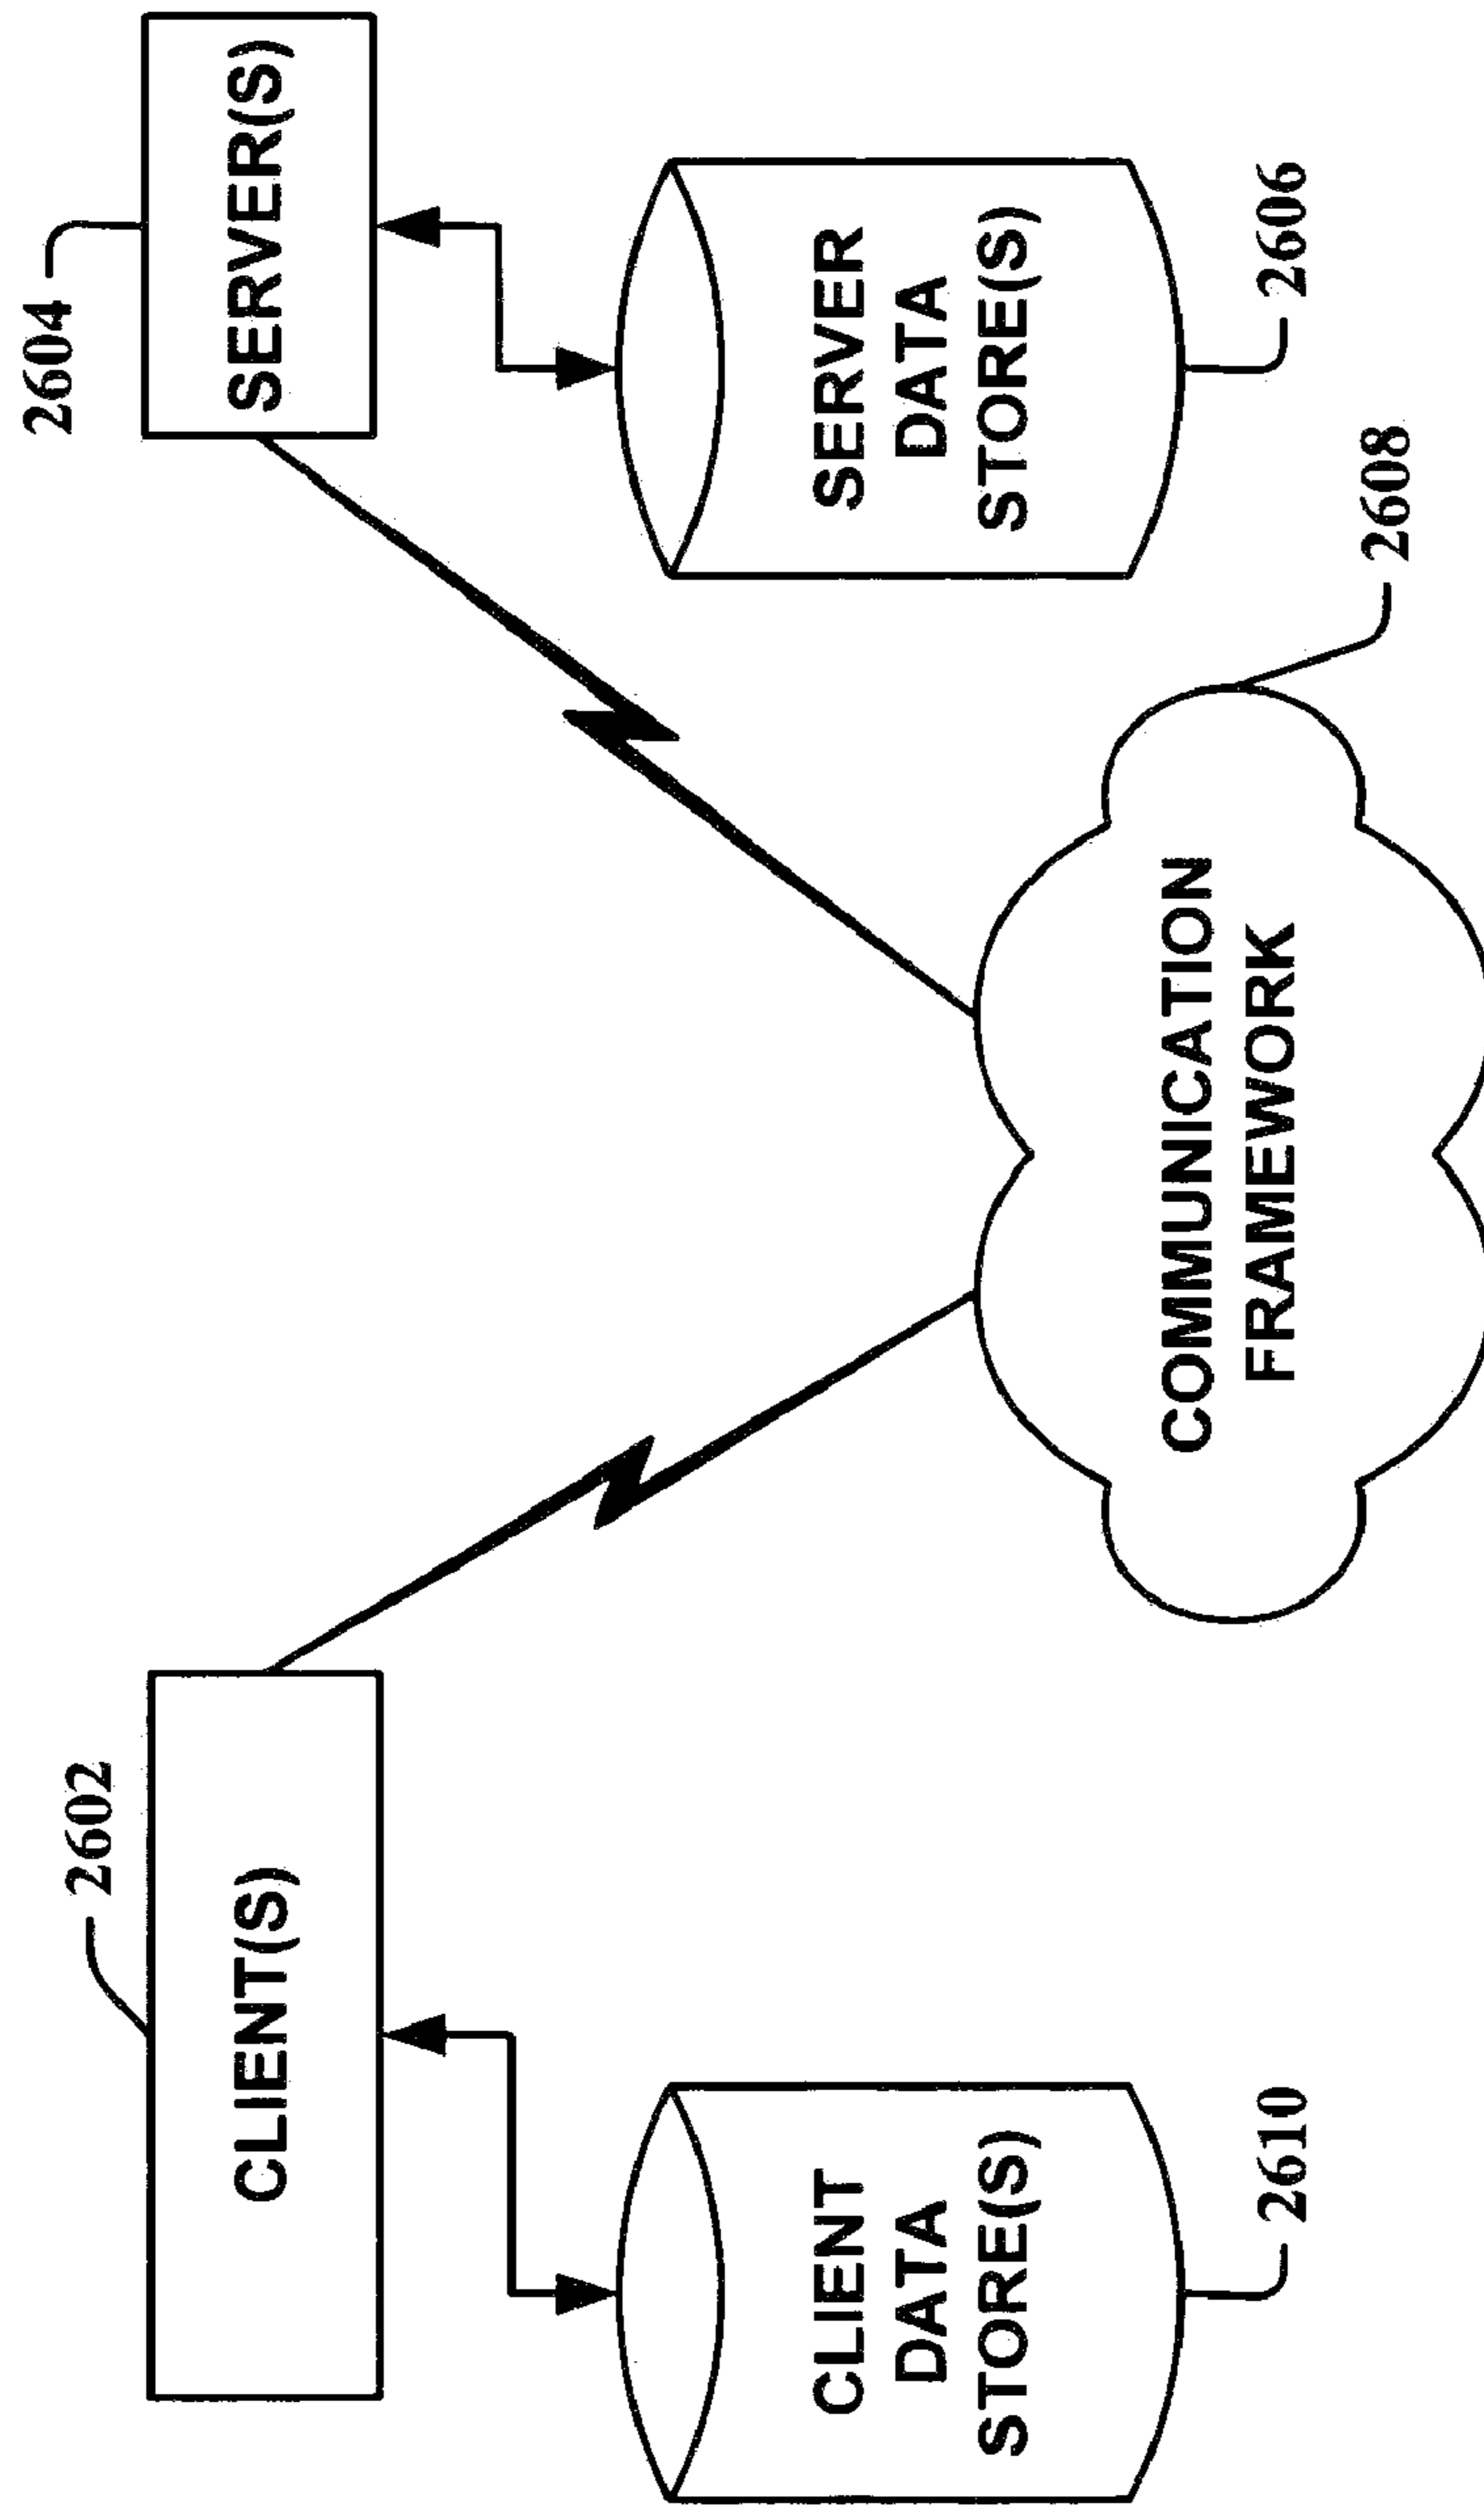 2602
2604
CLIENT(S)
SERVER(S)
CLIENT
DATA
STORE(S)
SERVER
DATA
STORE(S)
COMMUNICATION
FRAMEWORK
2610
2606
2608